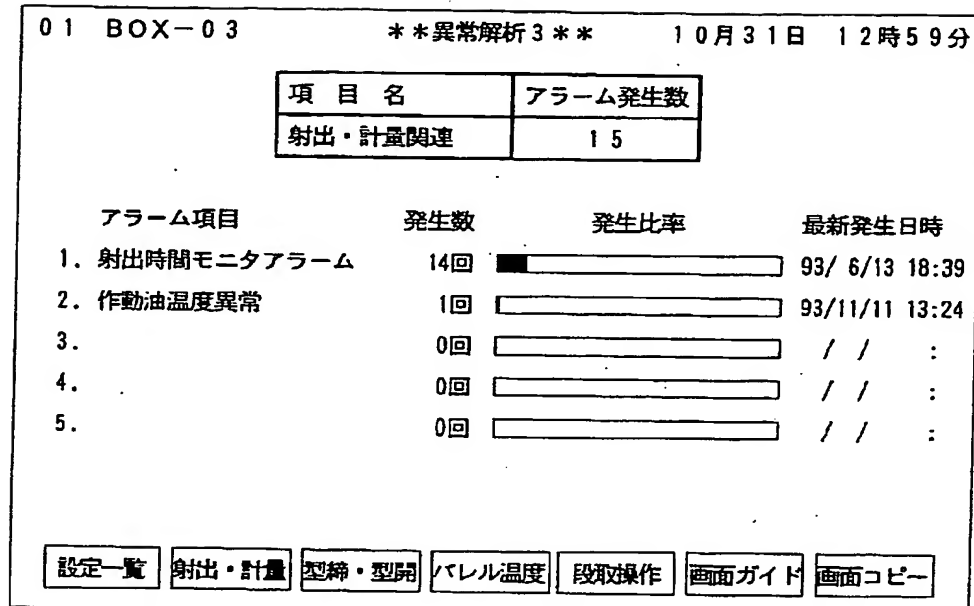 01 BOX-03 **異常解析3** 10月31日 12時59分
項 目 名 アラーム発生数
射出・計量関連 15
アラーム項目 発生数 発生比率 最新発生日時
1. 射出時間モニタアラーム 14回 93/ 6/13 18:39
2. 作動油温度異常 1回 93/11/11 13:24
3. 0回 / / :
4. 0回 / / :
5. 0回 / / :
設定一覧 射出・計量 型締・型開 バレル温度 段取操作 画面ガイド 画面コピー